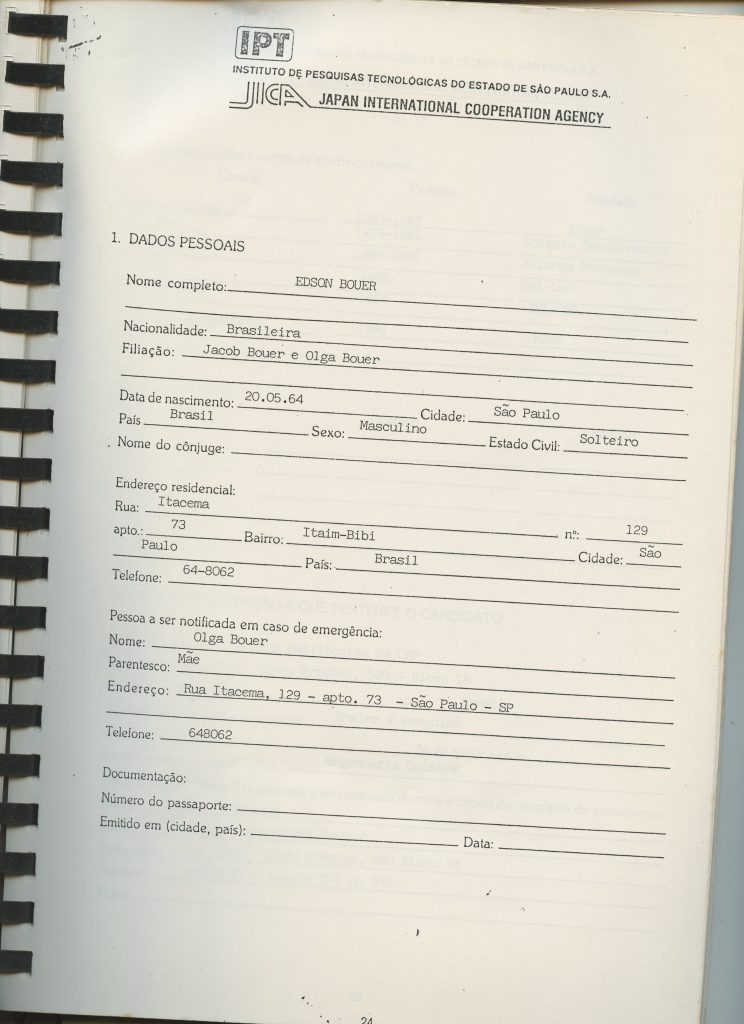 IPT
INSTITUTO DE PESQUISAS TECNOLÓGICAS DO ESTADO DE SÃO PAULO S.A.
JICA JAPAN INTERNATIONAL COOPERATION AGENCY
1. DADOS PESSOAIS
Nome completo: EDSON BOUER
Nacionalidade: Brasileira
Filiação: Jacob Bouer e Olga Bouer
Data de nascimento: 20.05.64 Cidade: São Paulo
País Brasil Sexo: Masculino Estado Civil: Solteiro
Nome do cônjuge:
Endereço residencial:
Rua: Itacema nº: 129
apto.: 73 Bairro: Itaim-Bibi Cidade: São
Paulo País: Brasil
Telefone: 64-8062
Pessoa a ser notificada em caso de emergência:
Nome: Olga Bouer
Parentesco: Mãe
Endereço: Rua Itacema, 129 - apto. 73 - São Paulo - SP
Telefone: 648062
Documentação:
Número do passaporte:
Emitido em (cidade, país): Data:
24